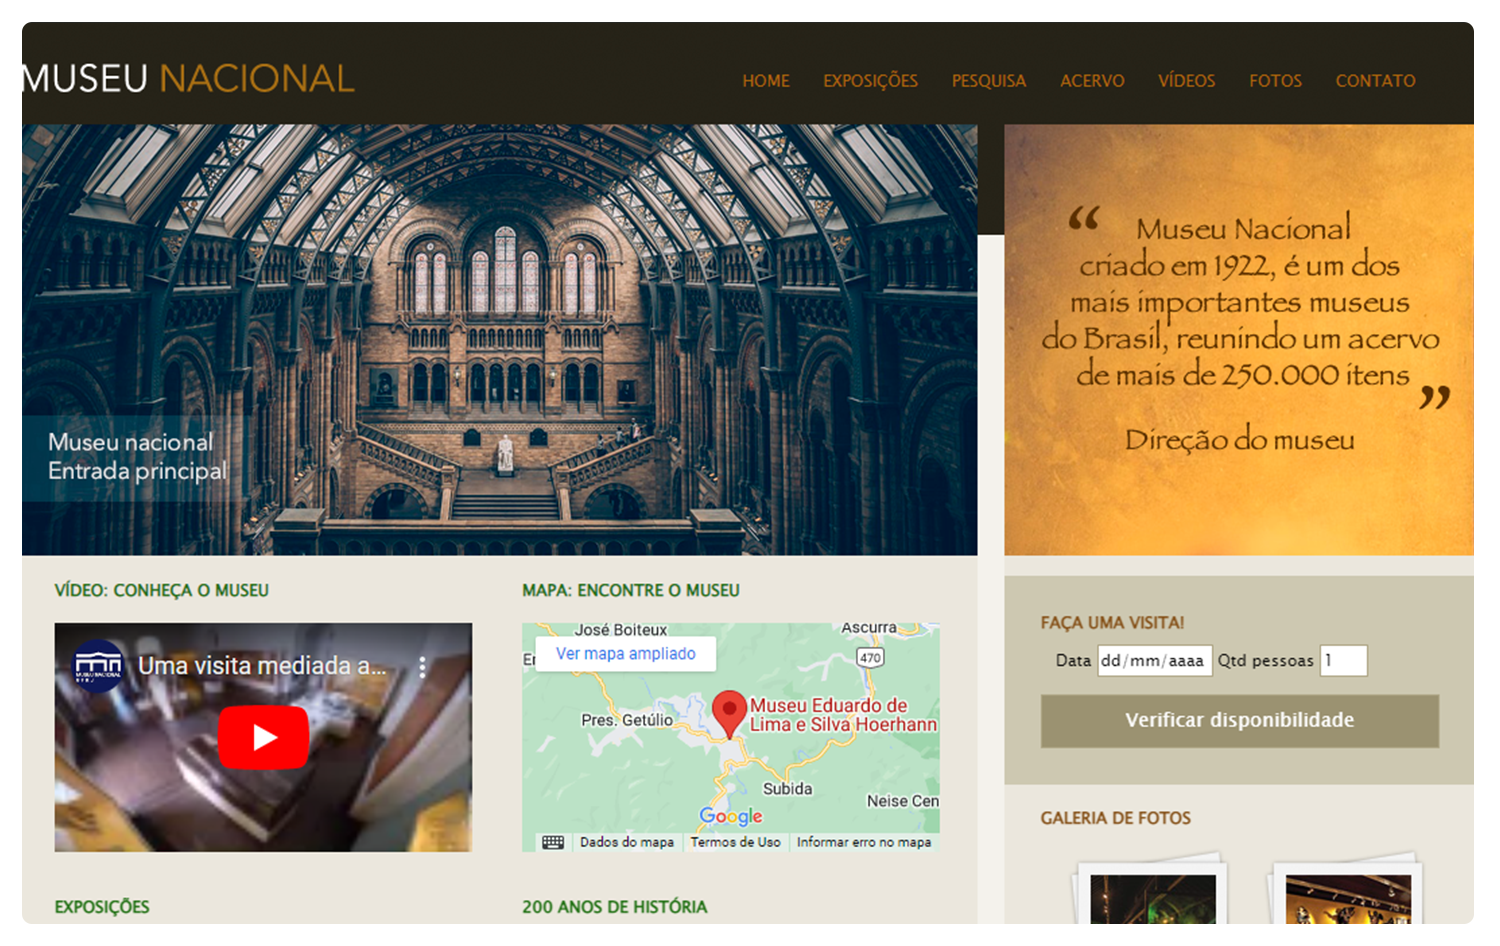 MUSEU NACIONAL
HOME EXPOSIÇÕES PESQUISA ACERVO VÍDEOS FOTOS CONTATO
Museu nacional
Entrada principal
“ Museu Nacional
criado em 1922, é um dos
mais importantes museus
do Brasil, reunindo um acervo
de mais de 250.000 itens ”
Direção do museu
VÍDEO: CONHEÇA O MUSEU
MUSEU NACIONAL
Uma visita mediada a...
MAPA: ENCONTRE O MUSEU
José Boiteux
Ascurra
Ver mapa ampliado
470
Pres. Getúlio
Museu Eduardo de
Lima e Silva Hoerhann
Subida
Neise Cen
Google
Dados do mapa Termos de Uso Informar erro no mapa
FAÇA UMA VISITA!
Data dd/mm/aaaa Qtd pessoas 1
Verificar disponibilidade
GALERIA DE FOTOS
EXPOSIÇÕES
200 ANOS DE HISTÓRIA